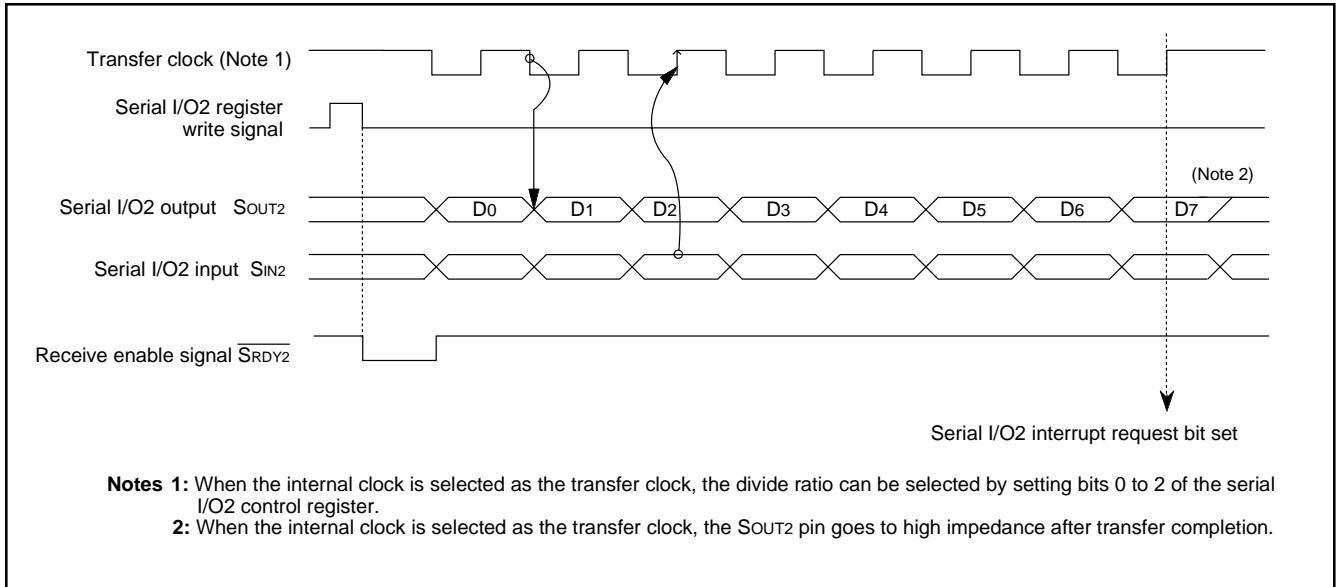 Transfer clock (Note 1)
Serial I/O2 register
write signal
(Note 2)
Serial I/O2 output SOUT2
D0 D1 D2 D3 D4 D5 D6 D7
Serial I/O2 input SIN2
Receive enable signal SRDY2
Serial I/O2 interrupt request bit set
Notes 1: When the internal clock is selected as the transfer clock, the divide ratio can be selected by setting bits 0 to 2 of the serial
I/O2 control register.
2: When the internal clock is selected as the transfer clock, the SOUT2 pin goes to high impedance after transfer completion.